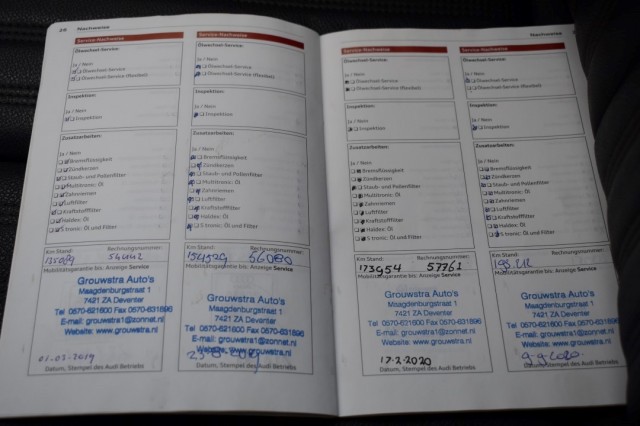 28 Nachweise
Service-Nachweise
Ölwechsel-Service:
Ja / Nein
Ölwechsel-Service
Ölwechsel-Service (flexibel)
Inspektion:
Ja / Nein
Inspektion
Zusatzarbeiten:
Ja / Nein
Bremsflüssigkeit
Zündkerzen
Staub- und Pollenfilter
Multitronic: Öl
Zahnriemen
Luftfilter
Kraftstofffilter
Haldex: Öl
S tronic: Öl und Filter
Km Stand: Rechnungsnummer:
Mobilitätsgarantie bis: Anzeige Service
Grouwstra Auto's
Maagdenburgstraat 1
7421 ZA Deventer
Tel 0570-621600 Fax 0570-631896
E-mail: grouwstra1@zonnet.nl
Website: www.grouwstra.nl
01-03-2019
Datum, Stempel des Audi Betriebs
Service-Nachweise
Ölwechsel-Service:
Ja / Nein
Ölwechsel-Service
Ölwechsel-Service (flexibel)
Inspektion:
Ja / Nein
Inspektion
Zusatzarbeiten:
Ja / Nein
Bremsflüssigkeit
Zündkerzen
Staub- und Pollenfilter
Multitronic: Öl
Zahnriemen
Luftfilter
Kraftstofffilter
Haldex: Öl
S tronic: Öl und Filter
Km Stand: Rechnungsnummer:
154529 56080
Mobilitätsgarantie bis: Anzeige Service
Grouwstra Auto's
Maagdenburgstraat 1
7421 ZA Deventer
Tel 0570-621600 Fax 0570-631896
E-mail: grouwstra1@zonnet.nl
Website: www.grouwstra.nl
Datum, Stempel des Audi Betriebs
Nachweise
Service-Nachweise
Ölwechsel-Service:
Ja / Nein
Ölwechsel-Service
Ölwechsel-Service (flexibel)
Inspektion:
Ja / Nein
Inspektion
Zusatzarbeiten:
Ja / Nein
Bremsflüssigkeit
Zündkerzen
Staub- und Pollenfilter
Multitronic: Öl
Zahnriemen
Luftfilter
Kraftstofffilter
Haldex: Öl
S tronic: Öl und Filter
Km Stand: Rechnungsnummer:
173454 57761
Mobilitätsgarantie bis: Anzeige Service
Grouwstra Auto's
Maagdenburgstraat 1
7421 ZA Deventer
Tel 0570-621600 Fax 0570-631896
E-mail: grouwstra1@zonnet.nl
Website: www.grouwstra.nl
17-2-2020
Datum, Stempel des Audi Betriebs
Service-Nachweise
Ölwechsel-Service:
Ja / Nein
Ölwechsel-Service
Ölwechsel-Service (flexibel)
Inspektion:
Ja / Nein
Inspektion
Zusatzarbeiten:
Ja / Nein
Bremsflüssigkeit
Zündkerzen
Staub- und Pollenfilter
Multitronic: Öl
Zahnriemen
Luftfilter
Kraftstofffilter
Haldex: Öl
S tronic: Öl und Filter
Km Stand: Rechnungsnummer:
Mobilitätsgarantie bis: Anzeige Service
Grouwstra Auto's
Maagdenburgstraat 1
7421 ZA Deventer
Tel 0570-621600 Fax 0570-631896
E-mail: grouwstra1@zonnet.nl
Website: www.grouwstra.nl
9-9-2020
Datum, Stempel des Audi Betriebs